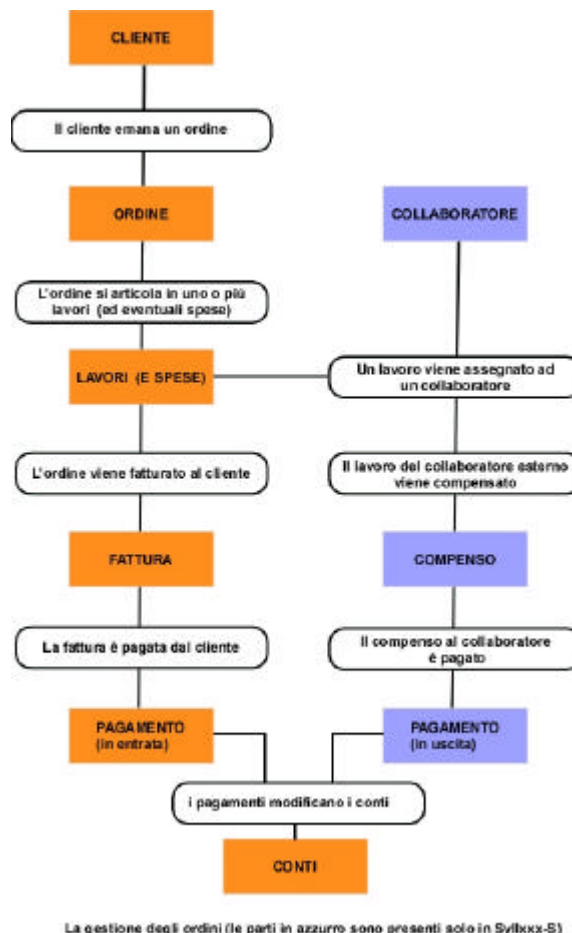 CLIENTE
Il cliente emana un ordine
ORDINE
COLLABORATORE
L'ordine si articola in uno o più
lavori (ed eventuali spese)
LAVORI (E SPESE)
Un lavoro viene assegnato ad
un collaboratore
L'ordine viene fatturato al cliente
Il lavoro del collaboratore esterno
viene compensato
FATTURA
COMPENSO
La fattura è pagata dal cliente
Il compenso al collaboratore
è pagato
PAGAMENTO
(in entrata)
PAGAMENTO
(in uscita)
i pagamenti modificano i conti
CONTI
La gestione degli ordini (le parti in azzurro sono presenti solo in Syllxxx-S)